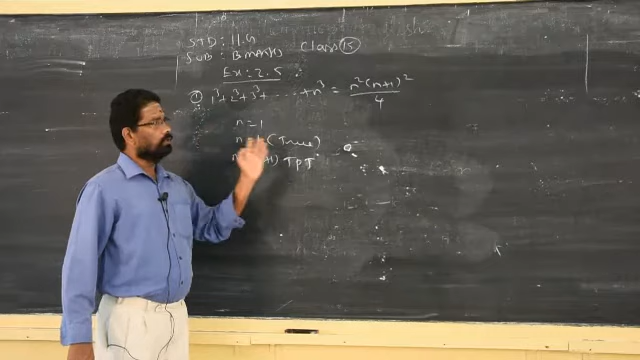 STD: 11.G
SUB: B MATHS Class (15)
Ex: 2.5
① 1³+2³+3³+ ... +n³ = n²(n+1)²/4
n=1
(True)
TPT